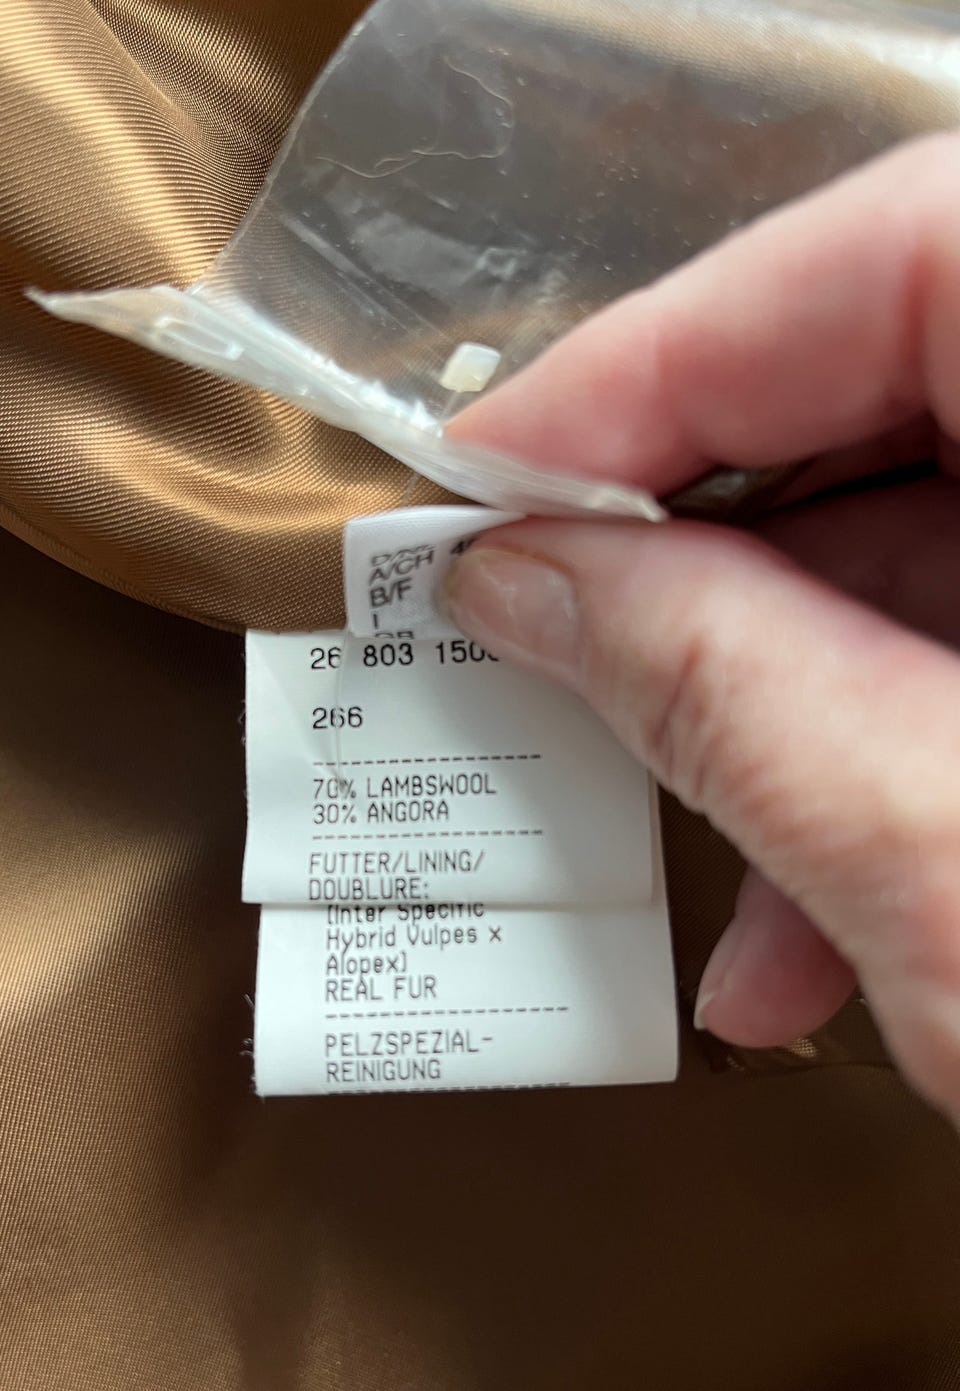 A/CH
B/F
I
26 803 150
266
70% LAMBSWOOL
30% ANGORA
FUTTER/LINING/
DOUBLURE:
[Inter Specific
Hybrid Vulpes x
Alopex]
REAL FUR
PELZSPEZIAL-
REINIGUNG